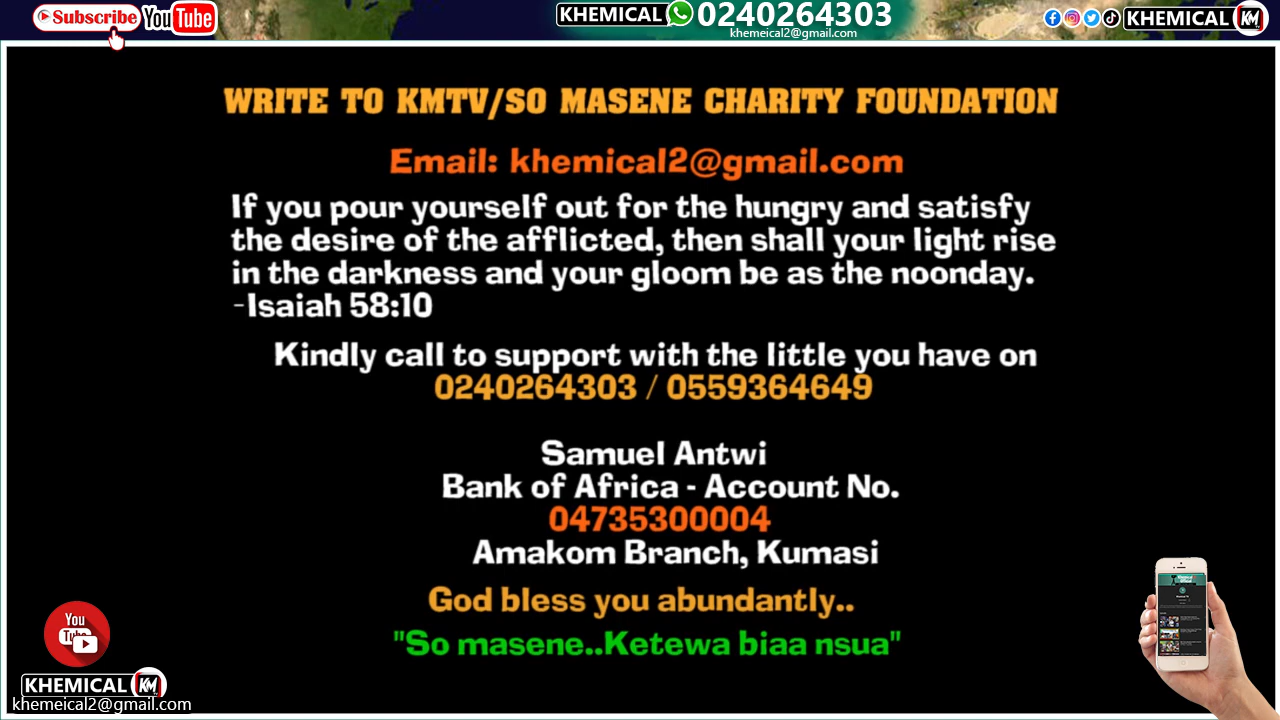 Subscribe YouTube
KHEMICAL 0240264303
khemeical2@gmail.com
KHEMICAL KM
WRITE TO KMTV/SO MASENE CHARITY FOUNDATION
Email: khemical2@gmail.com
If you pour yourself out for the hungry and satisfy
the desire of the afflicted, then shall your light rise
in the darkness and your gloom be as the noonday.
-Isaiah 58:10
Kindly call to support with the little you have on
0240264303 / 0559364649
Samuel Antwi
Bank of Africa - Account No.
04735300004
Amakom Branch, Kumasi
God bless you abundantly..
"So masene..Ketewa biaa nsua"
You
Tube
KHEMICAL KM
khemeical2@gmail.com